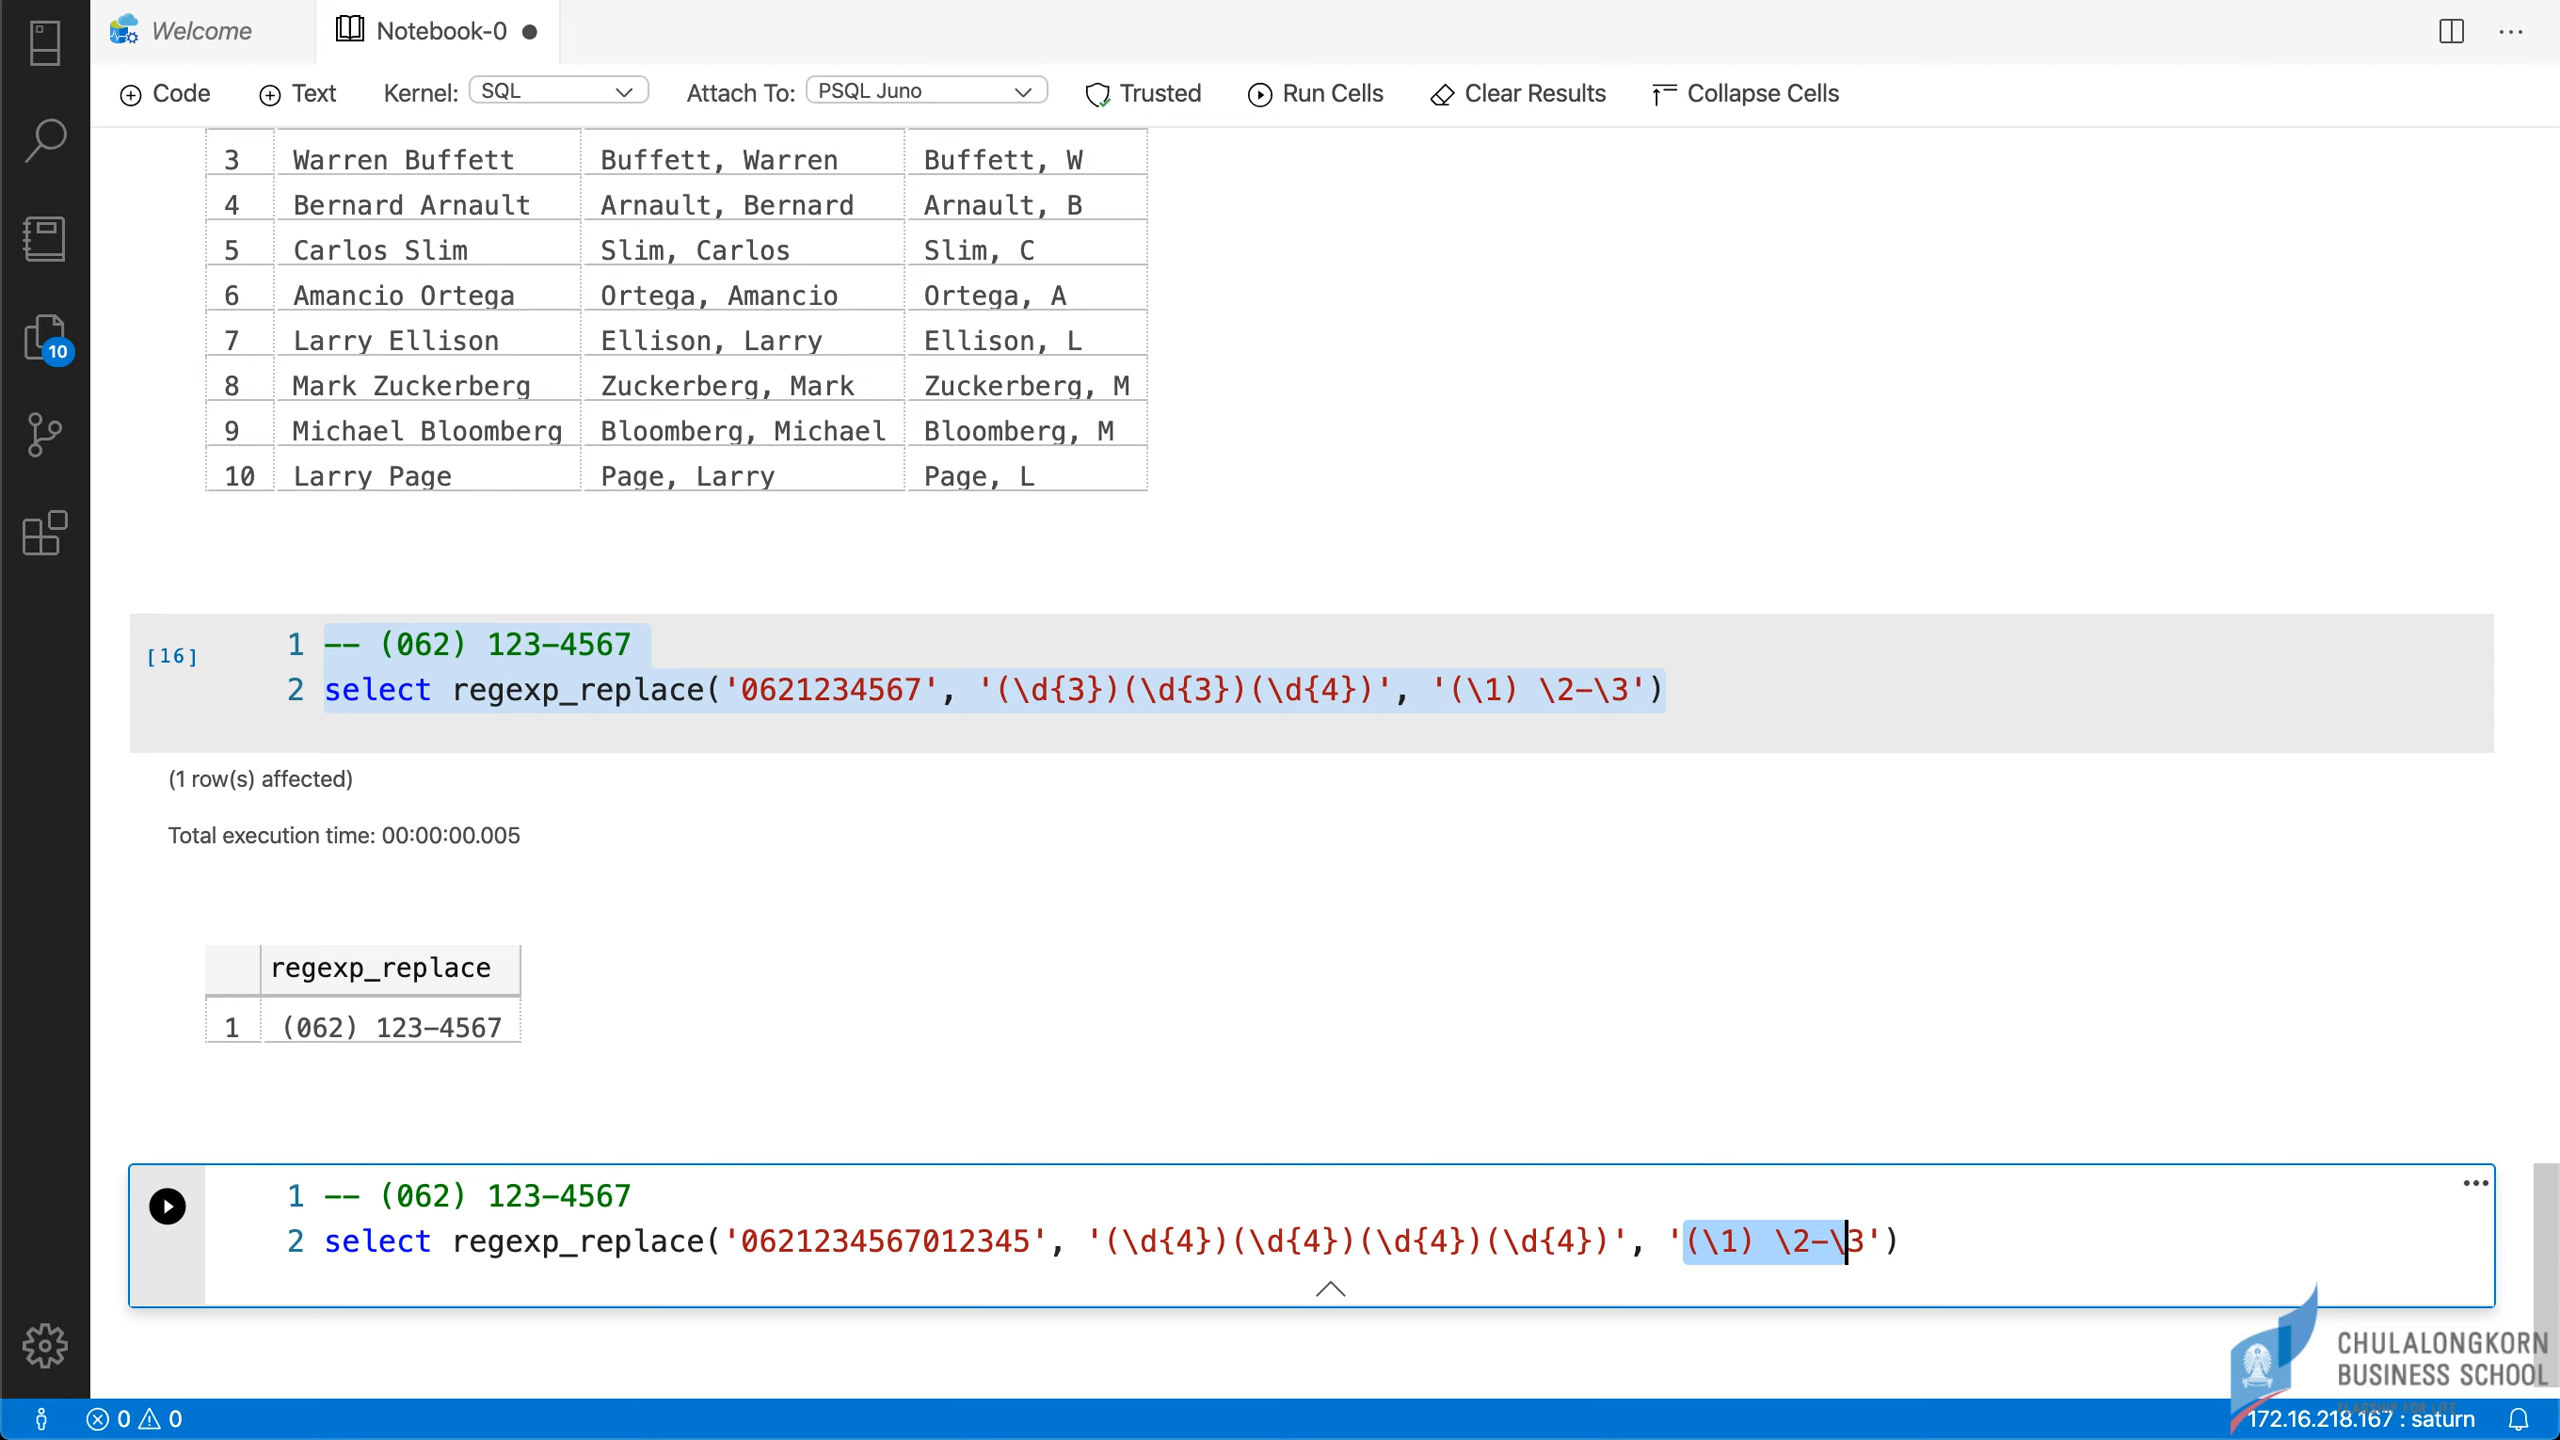 Welcome
Notebook-0
Code Text Kernel: SQL Attach To: PSQL Juno Trusted Run Cells Clear Results Collapse Cells
3 Warren Buffett Buffett, Warren Buffett, W
4 Bernard Arnault Arnault, Bernard Arnault, B
5 Carlos Slim Slim, Carlos Slim, C
6 Amancio Ortega Ortega, Amancio Ortega, A
7 Larry Ellison Ellison, Larry Ellison, L
8 Mark Zuckerberg Zuckerberg, Mark Zuckerberg, M
9 Michael Bloomberg Bloomberg, Michael Bloomberg, M
10 Larry Page Page, Larry Page, L
10
[16]
1 -- (062) 123-4567
2 select regexp_replace('0621234567', '(\d{3})(\d{3})(\d{4})', '(\1) \2-\3')
(1 row(s) affected)
Total execution time: 00:00:00.005
regexp_replace
1 (062) 123-4567
1 -- (062) 123-4567
2 select regexp_replace('0621234567012345', '(\d{4})(\d{4})(\d{4})(\d{4})', '(\1) \2-\3')
CHULALONGKORN
BUSINESS SCHOOL
FLAGSHIP FOR LIFE
0 0
172.16.218.167 : saturn